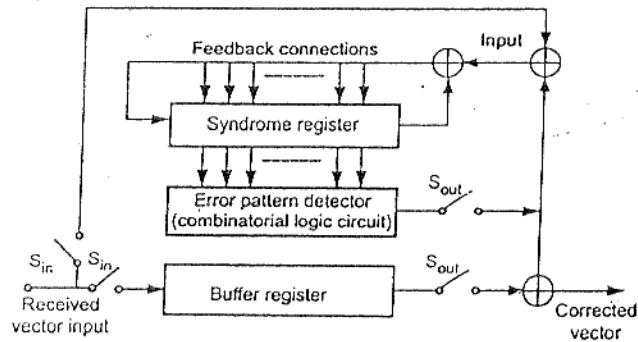 Feedback connections
Input
Syndrome register
Error pattern detector
(combinatorial logic circuit)
S_out
S_in
S_in
Buffer register
S_out
Received
vector input
Corrected
vector